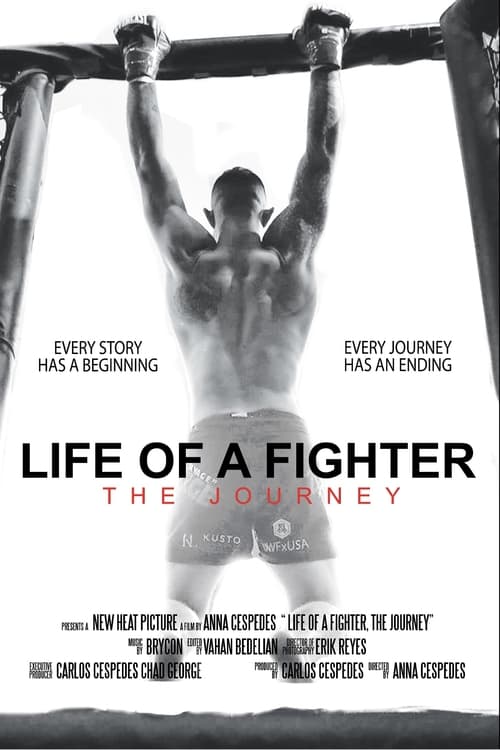 EVERY STORY
HAS A BEGINNING
EVERY JOURNEY
HAS AN ENDING
LIFE OF A FIGHTER
THE JOURNEY
KUSTO
WFxUSA
PRESENTS A NEW HEAT PICTURE A FILM BY ANNA CESPEDES "LIFE OF A FIGHTER, THE JOURNEY"
MUSIC BY BRYCON EDITED BY VAHAN BEDELIAN DIRECTOR OF PHOTOGRAPHY ERIK REYES
EXECUTIVE PRODUCER CARLOS CESPEDES CHAD GEORGE PRODUCED BY CARLOS CESPEDES DIRECTED BY ANNA CESPEDES